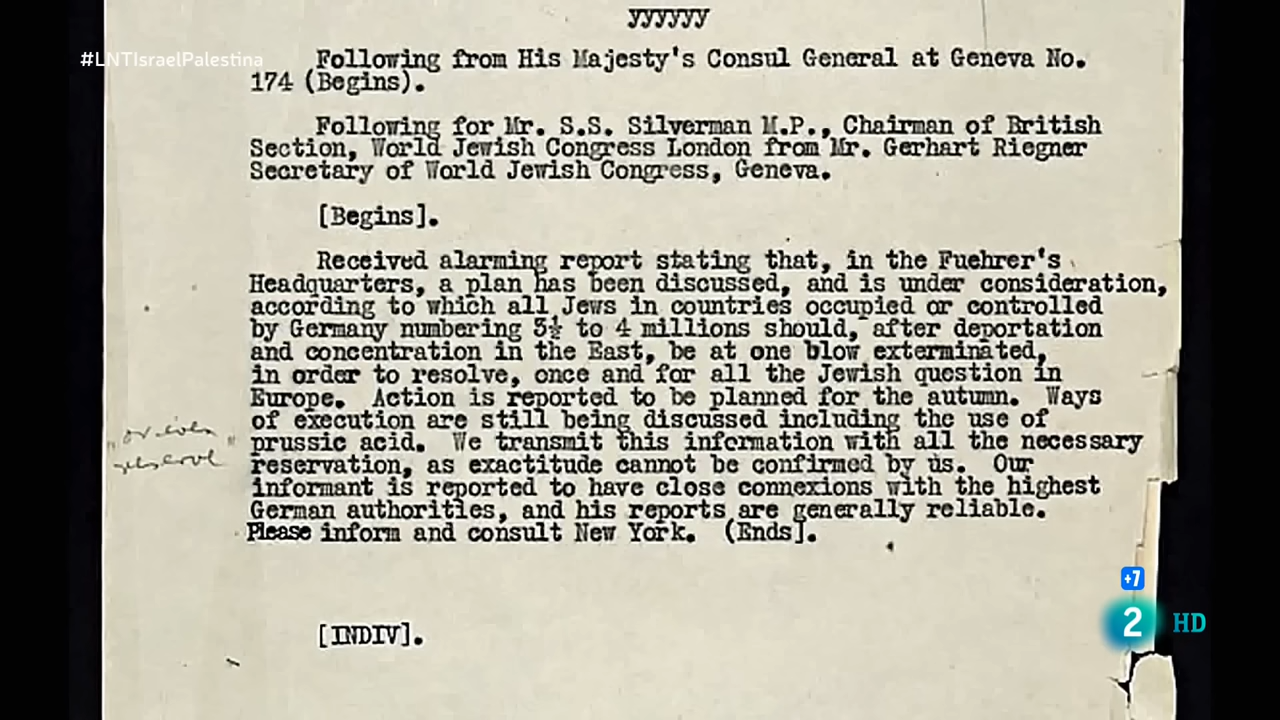 yyyyyy
#LNTIsraelPalestina
Following from His Majesty's Consul General at Geneva No.
174 (Begins).
Following for Mr. S.S. Silverman M.P., Chairman of British
Section, World Jewish Congress London from Mr. Gerhart Riegner
Secretary of World Jewish Congress, Geneva.
[Begins].
Received alarming report stating that, in the Fuehrer's
Headquarters, a plan has been discussed, and is under consideration,
according to which all Jews in countries occupied or controlled
by Germany numbering 3½ to 4 millions should, after deportation
and concentration in the East, be at one blow exterminated,
in order to resolve, once and for all the Jewish question in
Europe. Action is reported to be planned for the autumn. Ways
of execution are still being discussed including the use of
prussic acid. We transmit this information with all the necessary
reservation, as exactitude cannot be confirmed by us. Our
informant is reported to have close connexions with the highest
German authorities, and his reports are generally reliable.
Please inform and consult New York. (Ends].
[INDIV].
+7
2 HD